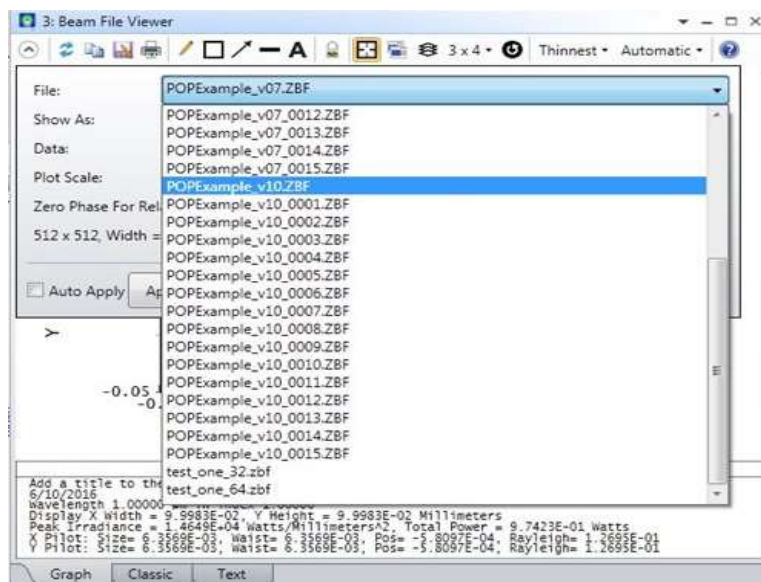 3: Beam File Viewer
3 x 4 Thinnest Automatic
File: POPExample_v07.ZBF
Show As:
Data:
Plot Scale:
Zero Phase For Rel
512 x 512, Width =
Auto Apply Ap
POPExample_v07_0012.ZBF
POPExample_v07_0013.ZBF
POPExample_v07_0014.ZBF
POPExample_v07_0015.ZBF
POPExample_v10.ZBF
POPExample_v10_0001.ZBF
POPExample_v10_0002.ZBF
POPExample_v10_0003.ZBF
POPExample_v10_0004.ZBF
POPExample_v10_0005.ZBF
POPExample_v10_0006.ZBF
POPExample_v10_0007.ZBF
POPExample_v10_0008.ZBF
POPExample_v10_0009.ZBF
POPExample_v10_0010.ZBF
POPExample_v10_0011.ZBF
POPExample_v10_0012.ZBF
POPExample_v10_0013.ZBF
POPExample_v10_0014.ZBF
POPExample_v10_0015.ZBF
test_one_32.zbf
test_one_64.zbf
Y
-0.05
-0.
Add a title to the
6/10/2016
Wavelength 1.00000
Display X Width = 9.9983E-02, Y Height = 9.9983E-02 Millimeters
Peak Irradiance = 1.4649E+04 Watts/Millimeters^2, Total Power = 9.7423E-01 Watts
X Pilot: Size= 6.3569E-03, Waist= 6.3569E-03, Pos= -5.8097E-04, Rayleigh= 1.2695E-01
Y Pilot: Size= 6.3569E-03, Waist= 6.3569E-03, Pos= -5.8097E-04, Rayleigh= 1.2695E-01
Graph Classic Text